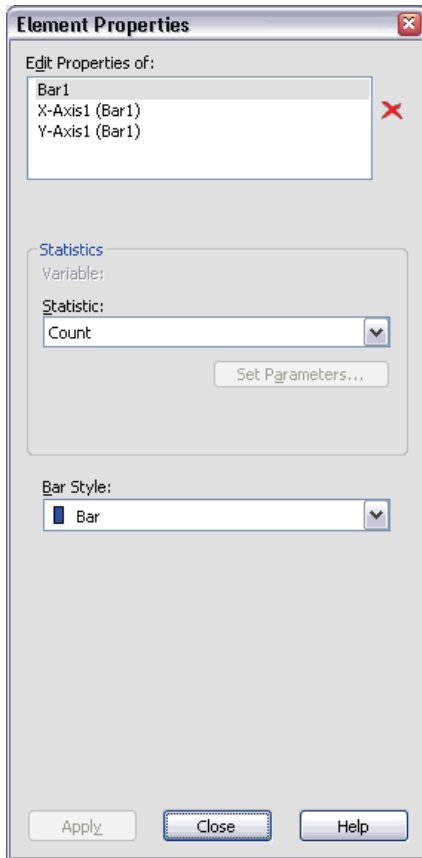 Element Properties
Edit Properties of:
Bar1
X-Axis1 (Bar1)
Y-Axis1 (Bar1)
Statistics
Variable:
Statistic:
Count
Set Parameters...
Bar Style:
Bar
Apply Close Help